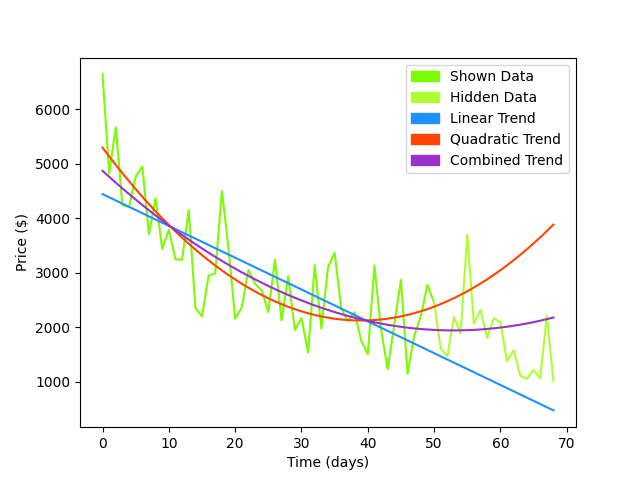 Shown Data
Hidden Data
Linear Trend
Quadratic Trend
Combined Trend
Price ($)
6000
5000
4000
3000
2000
1000
0 10 20 30 40 50 60 70
Time (days)